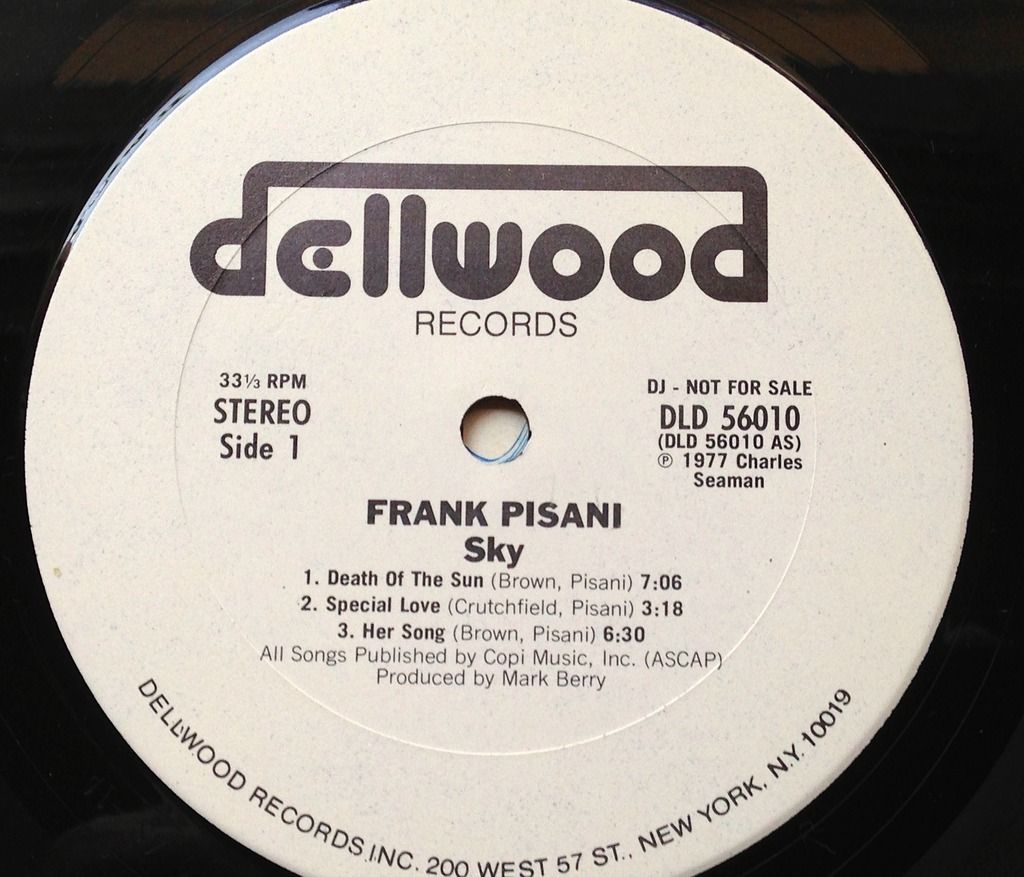 dellwood
RECORDS
33⅓ RPM
STEREO
Side 1
DJ - NOT FOR SALE
DLD 56010
(DLD 56010 AS)
℗ 1977 Charles
Seaman
FRANK PISANI
Sky
1. Death Of The Sun (Brown, Pisani) 7:06
2. Special Love (Crutchfield, Pisani) 3:18
3. Her Song (Brown, Pisani) 6:30
All Songs Published by Copi Music, Inc. (ASCAP)
Produced by Mark Berry
DELLWOOD RECORDS, INC. 200 WEST 57 ST., NEW YORK, N.Y. 10019